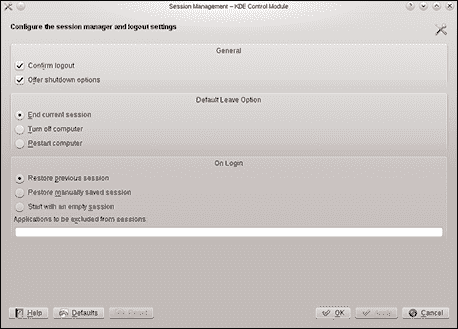 Session Management – KDE Control Module
Configure the session manager and logout settings
General
Confirm logout
Offer shutdown options
Default Leave Option
End current session
Turn off computer
Restart computer
On Login
Restore previous session
Restore manually saved session
Start with an empty session
Applications to be excluded from sessions:
Help
Defaults
Reset
OK
Apply
Cancel